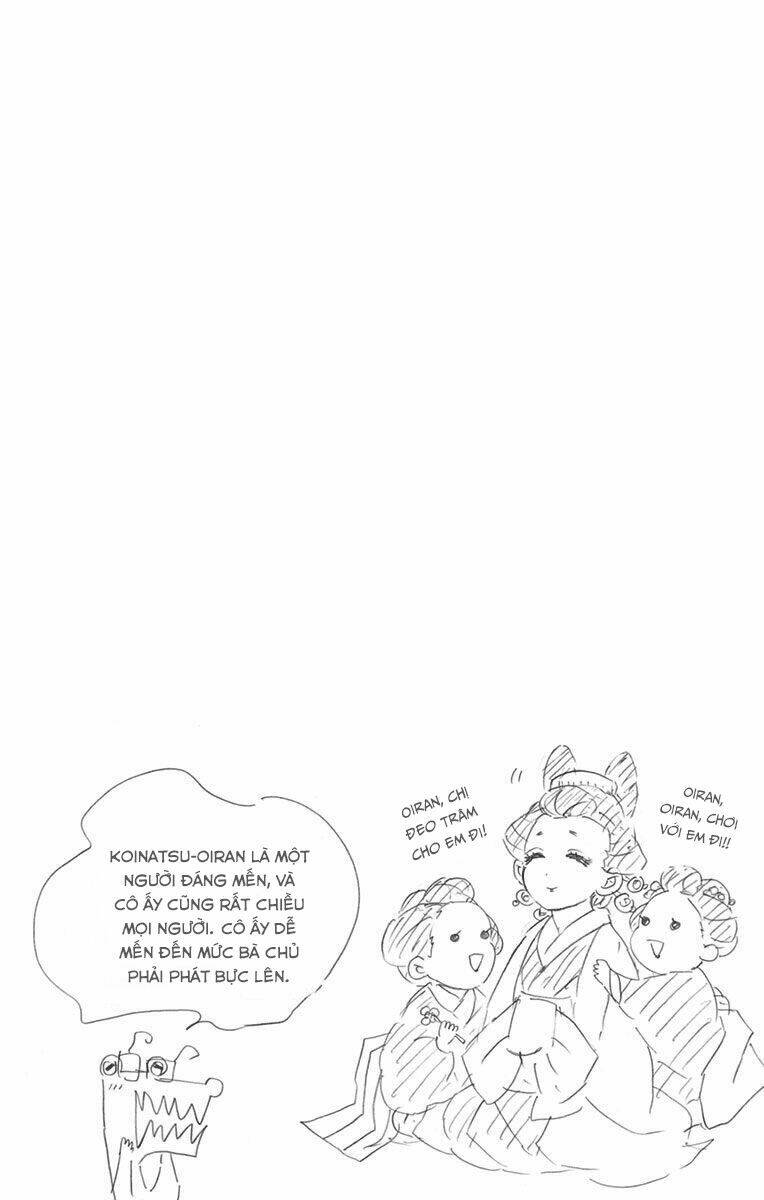 KOINATSU-OIRAN LÀ MỘT
NGƯỜI ĐÁNG MẾN, VÀ
CÔ ẤY CŨNG RẤT CHIỀU
MỌI NGƯỜI. CÔ ẤY DỄ
MẾN ĐẾN MỨC BÀ CHỦ
PHẢI PHÁT BỰC LÊN.
OIRAN, CHỊ
ĐEO TRÂM
CHO EM ĐI!
OIRAN,
OIRAN, CHƠI
VỚI EM ĐI!!